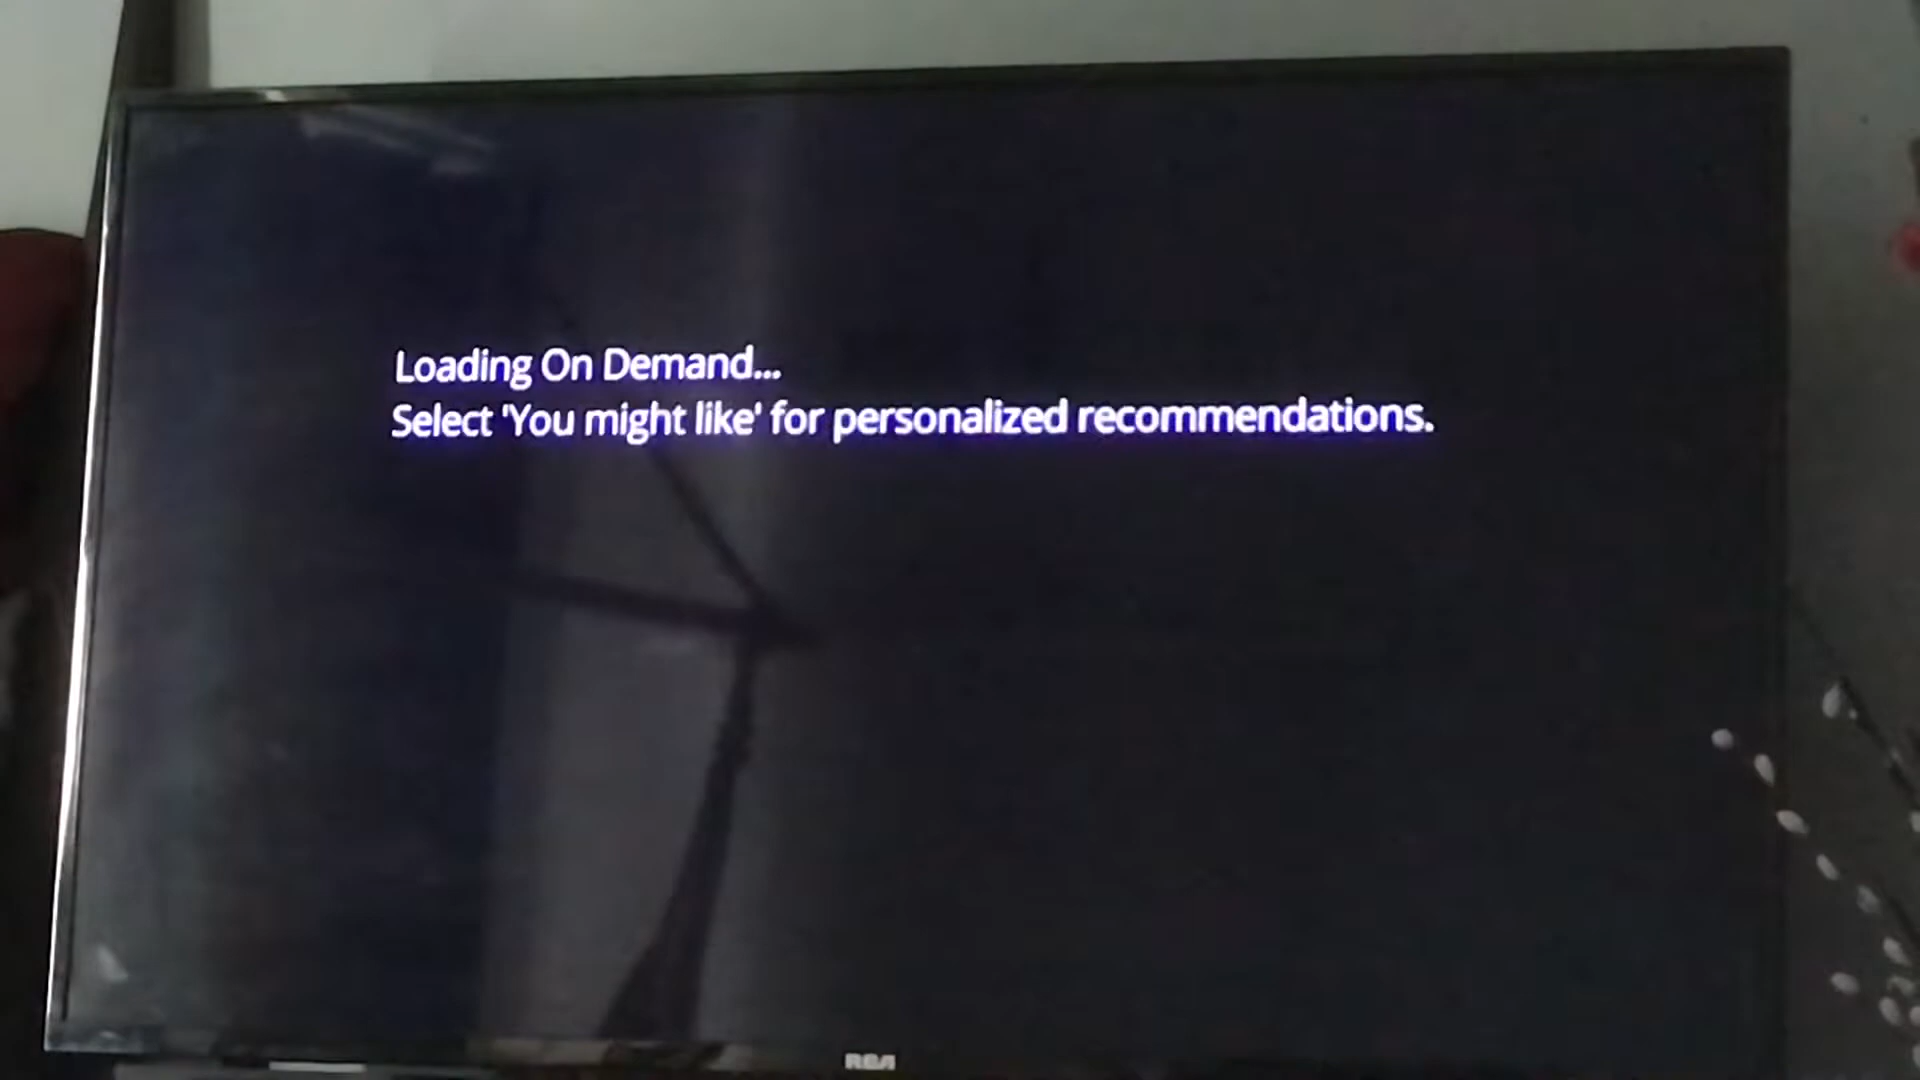 Loading On Demand...
Select 'You might like' for personalized recommendations.
RCA